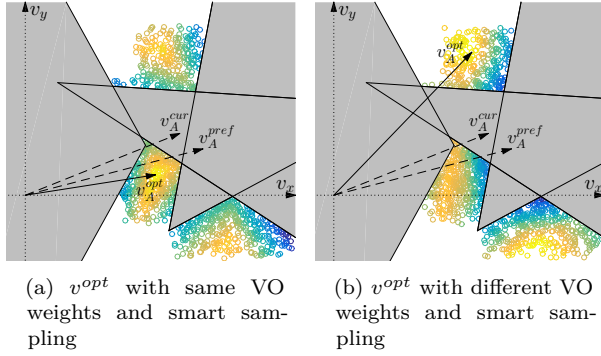 v_y
v_A^{cur}
v_A^{pref}
v_A^{opt}
v_x
v_y
v_A^{opt}
v_A^{cur}
v_A^{pref}
v_x
(a) v^{opt} with same VO
weights and smart sam-
pling
(b) v^{opt} with different VO
weights and smart sam-
pling